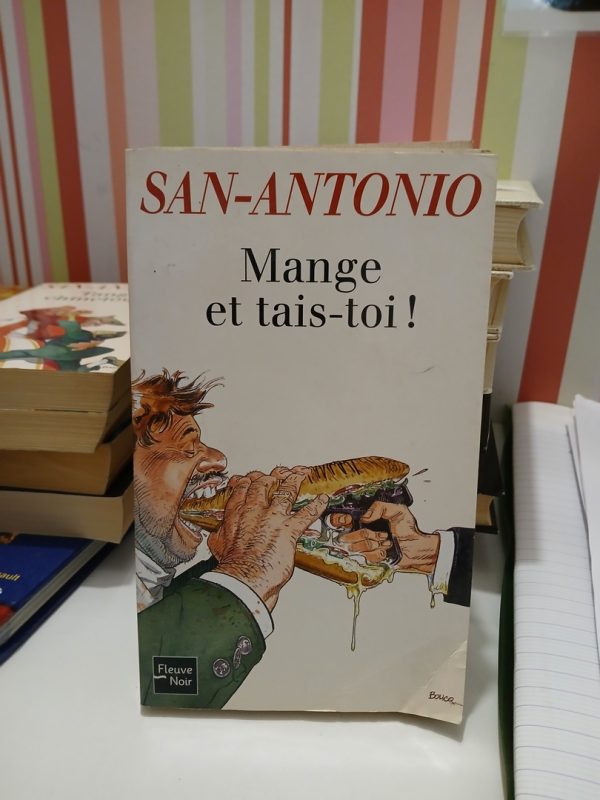 SAN-ANTONIO
Mange
et tais-toi !
Fleuve
Noir
Boucq